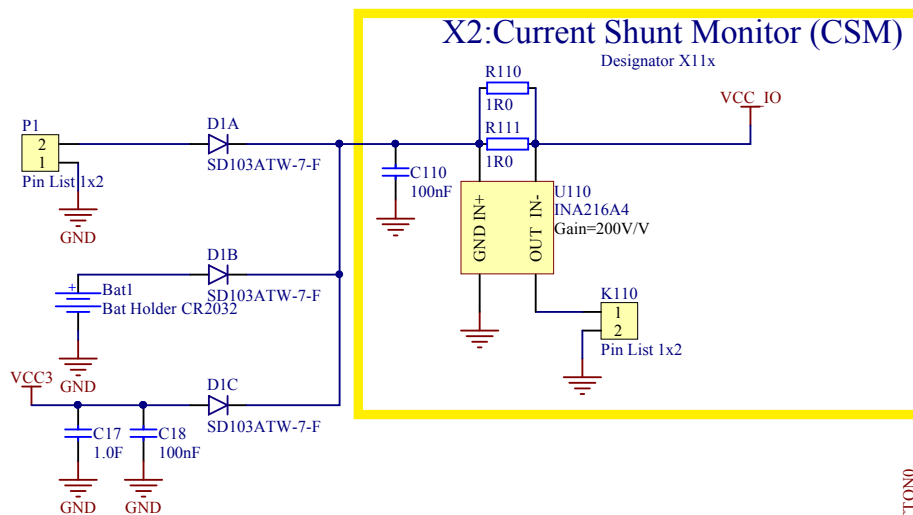 X2:Current Shunt Monitor (CSM)
Designator X11x
R110
1R0
VCC_IO
P1
2
1
Pin List 1x2
GND
D1A
SD103ATW-7-F
R111
1R0
C110
100nF
U110
INA216A4
Gain=200V/V
GND IN+
OUT IN-
D1B
SD103ATW-7-F
+
Bat1
Bat Holder CR2032
GND
K110
1
2
Pin List 1x2
VCC3
D1C
SD103ATW-7-F
C17
1.0F
C18
100nF
GND
GND